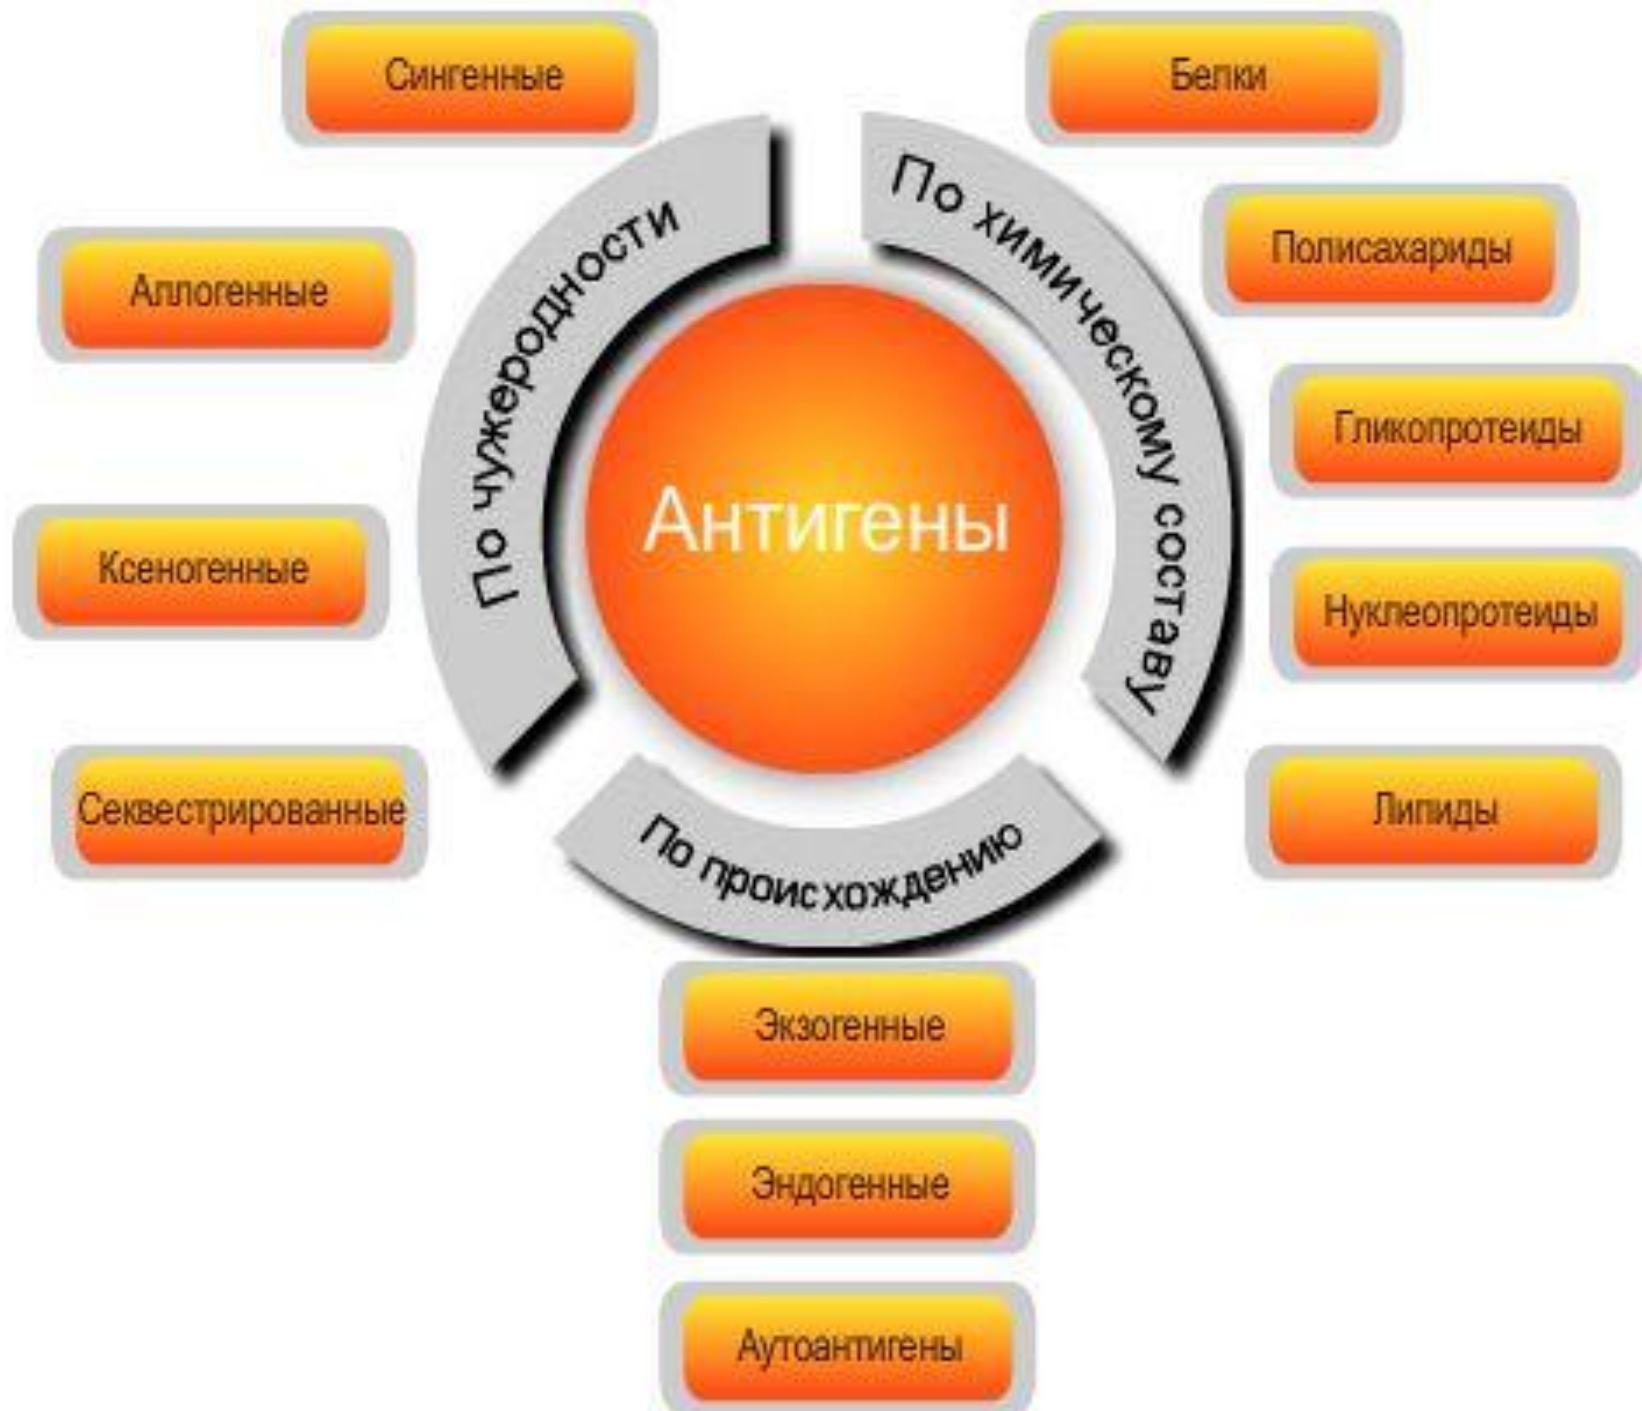 Антигены
По чужеродности
Сингенные
Аллогенные
Ксеногенные
Секвестрированные
По химическому составу
Белки
Полисахариды
Гликопротеиды
Нуклеопротеиды
Липиды
По происхождению
Экзогенные
Эндогенные
Аутоантигены